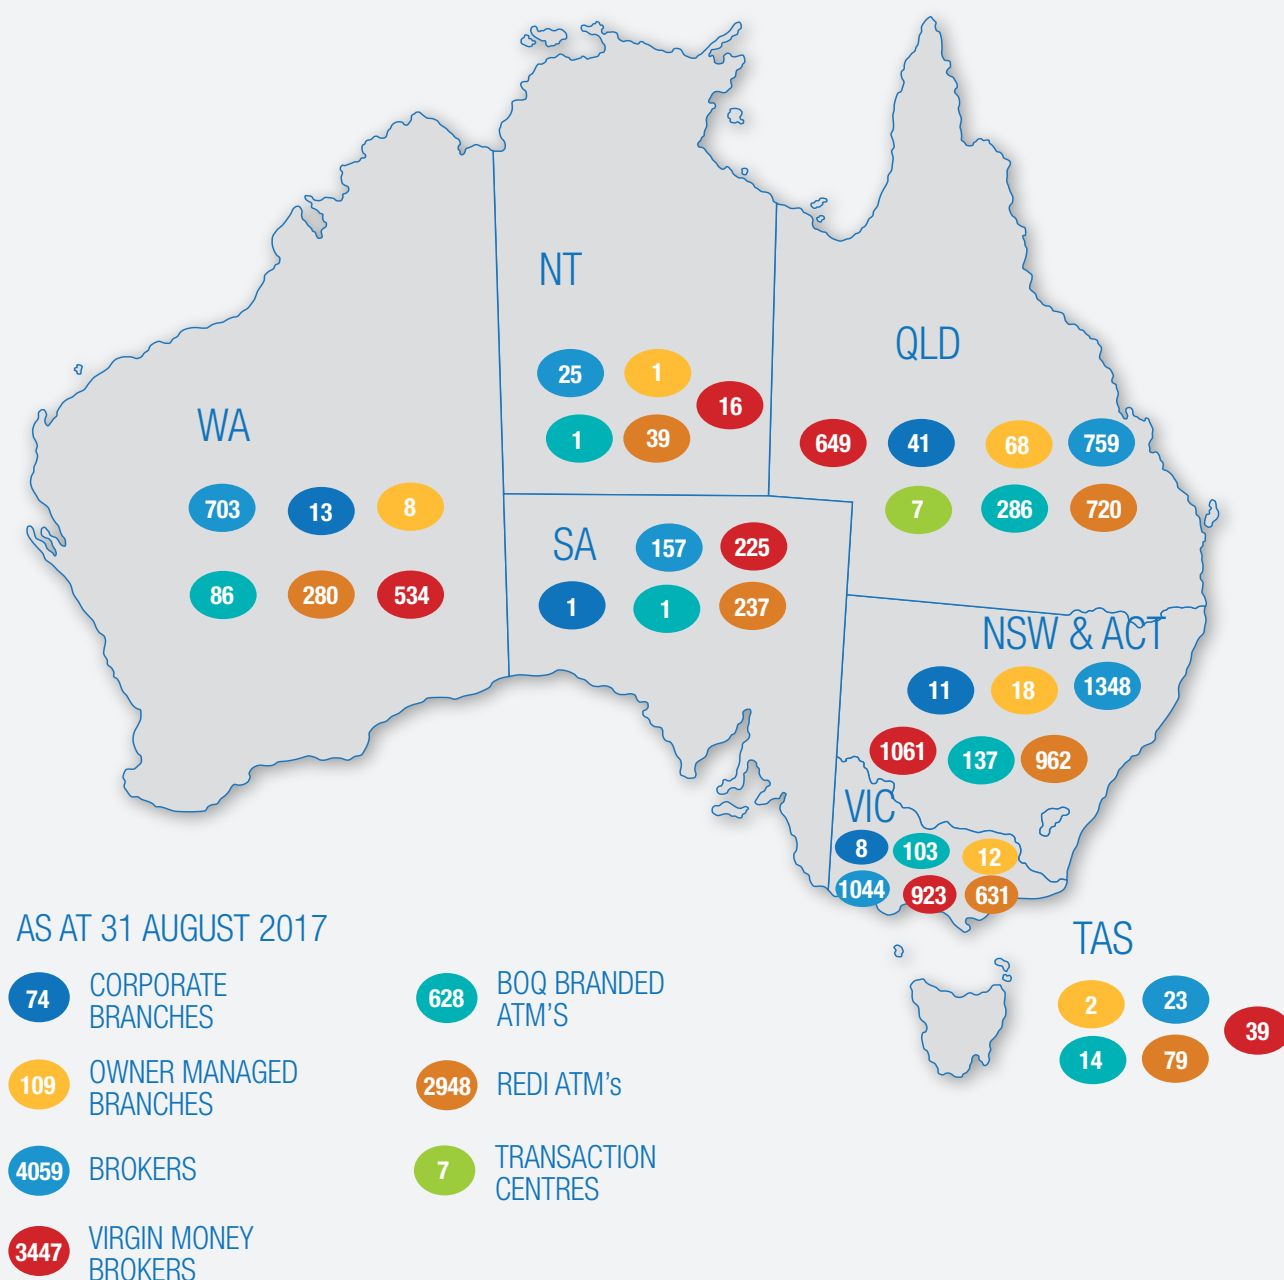 NT
25
1
16
1
39
QLD
649
41
68
759
7
286
720
WA
703
13
8
86
280
534
SA
157
225
1
1
237
NSW & ACT
11
18
1348
1061
137
962
VIC
8
103
12
1044
923
631
TAS
2
23
39
14
79
AS AT 31 AUGUST 2017
74
CORPORATE
BRANCHES
109
OWNER MANAGED
BRANCHES
4059
BROKERS
3447
VIRGIN MONEY
BROKERS
628
BOQ BRANDED
ATM'S
2948
REDI ATM's
7
TRANSACTION
CENTRES